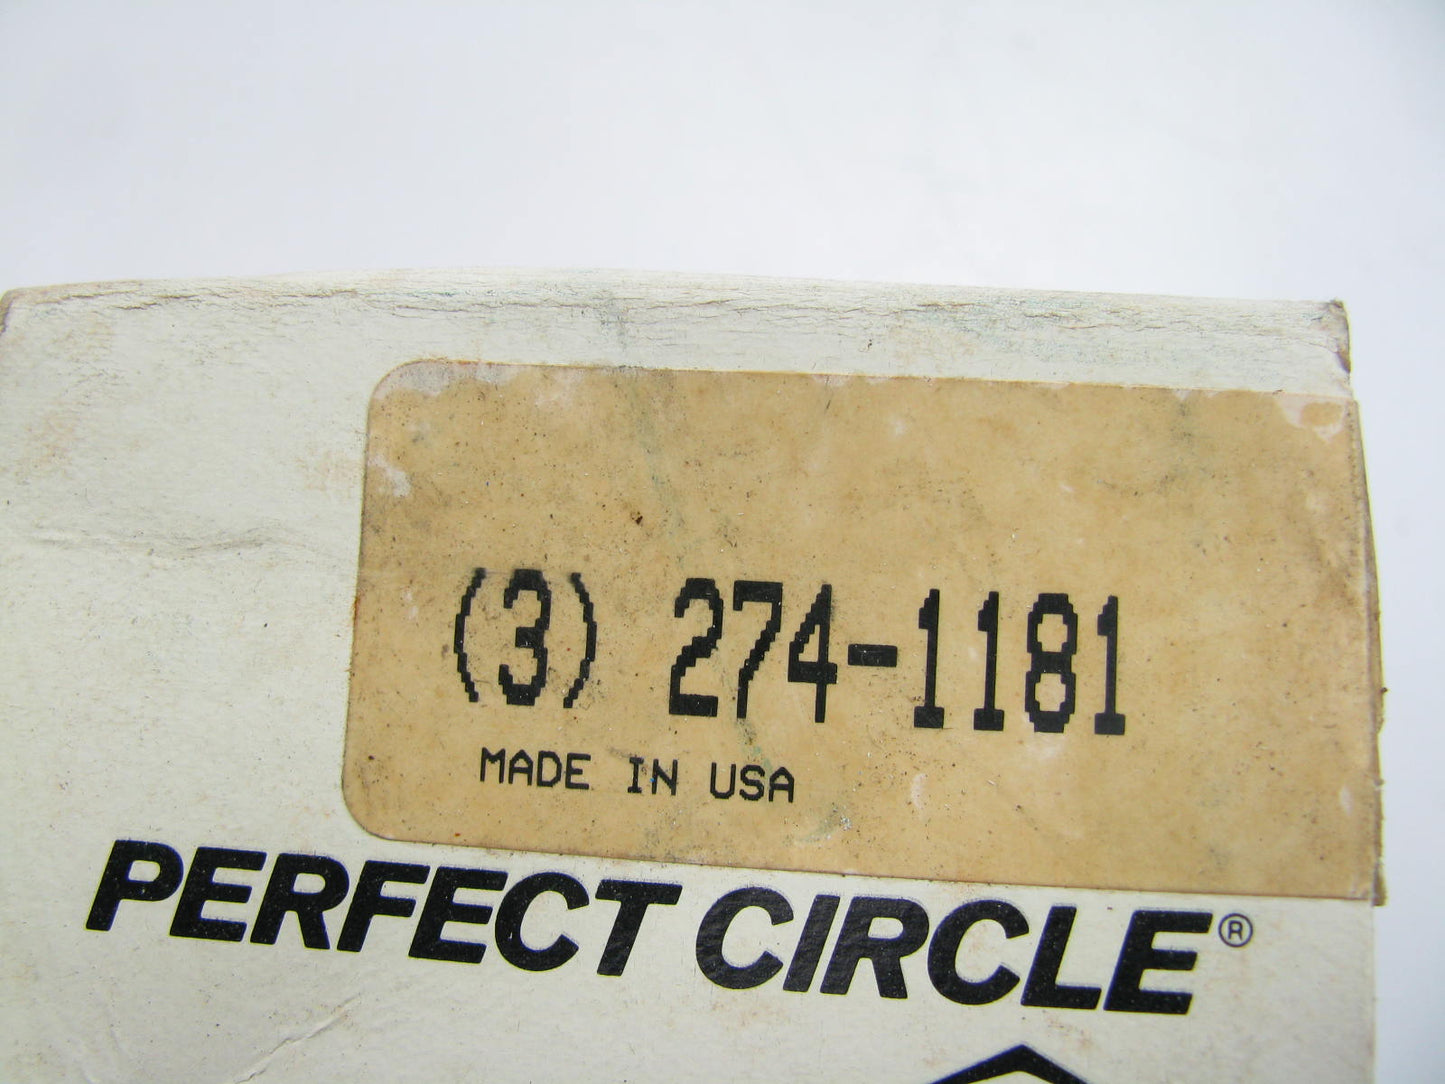 (3) 274-1181
MADE IN USA
PERFECT CIRCLE®